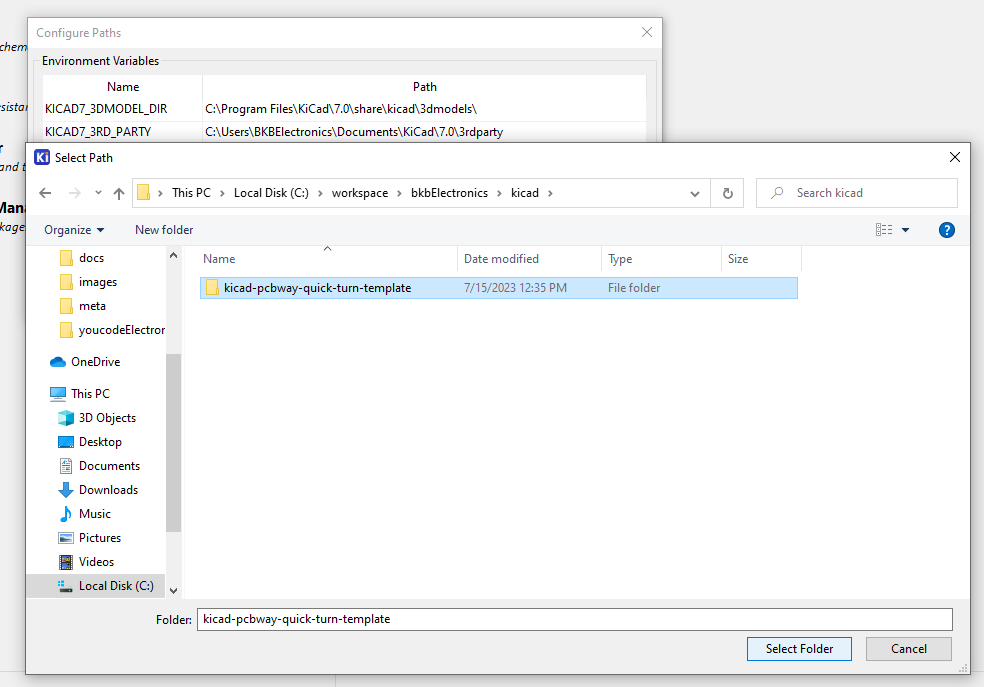 Configure Paths
chem
Environment Variables
Name Path
esistar
KICAD7_3DMODEL_DIR C:\Program Files\KiCad\7.0\share\kicad\3dmodels\
KICAD7_3RD_PARTY C:\Users\BKBElectronics\Documents\KiCad\7.0\3rdparty
r
and t
Ki Select Path
This PC > Local Disk (C:) > workspace > bkbElectronics > kicad >
Search kicad
Mana
kage
Organize New folder ?
Name Date modified Type Size
docs
images
meta
youcodeElectror
kicad-pcbway-quick-turn-template 7/15/2023 12:35 PM File folder
OneDrive
This PC
3D Objects
Desktop
Documents
Downloads
Music
Pictures
Videos
Local Disk (C:)
Folder: kicad-pcbway-quick-turn-template
Select Folder Cancel